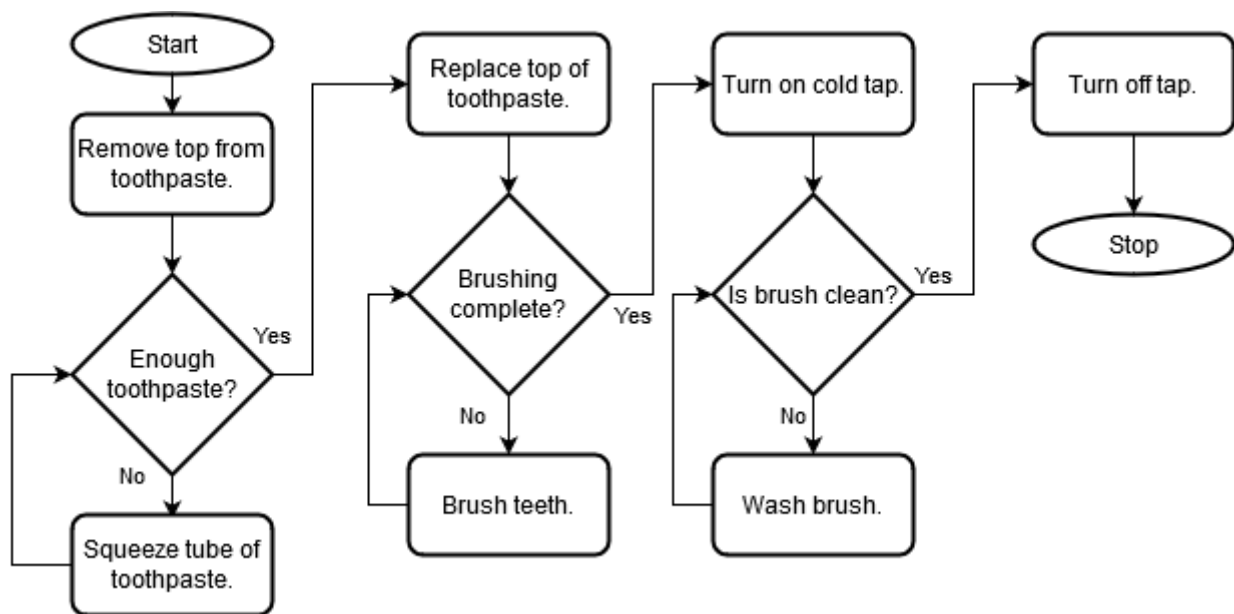 Start
Remove top from
toothpaste.
Enough
toothpaste?
Yes
No
Squeeze tube of
toothpaste.
Replace top of
toothpaste.
Brushing
complete?
Yes
No
Brush teeth.
Turn on cold tap.
Is brush clean?
Yes
No
Wash brush.
Turn off tap.
Stop